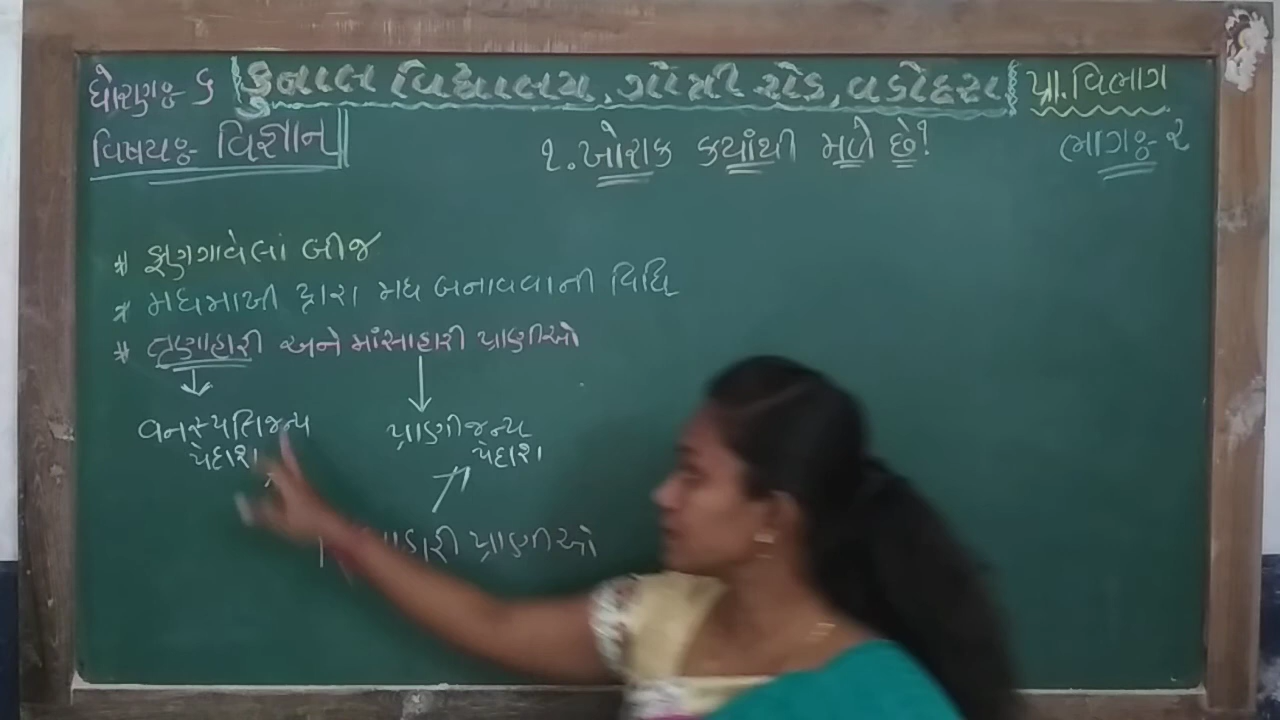 ધોરણઃ- ૬ કુનાલ વિદ્યાલય, ગોત્રી રોડ, વડોદરા પ્રા. વિભાગ
વિષયઃ- વિજ્ઞાન ૧. ખોરાક ક્યાંથી મળે છે? ભાગઃ- ૨
* ફણગાવેલાં બીજ
* મધમાખી દ્વારા મધ બનાવવાની વિધિ
* તૃણાહારી અને માંસાહારી પ્રાણીઓ
વનસ્પતિજન્ય પ્રાણીજન્ય
પેદાશ પેદાશ
પ્રાણીઓ